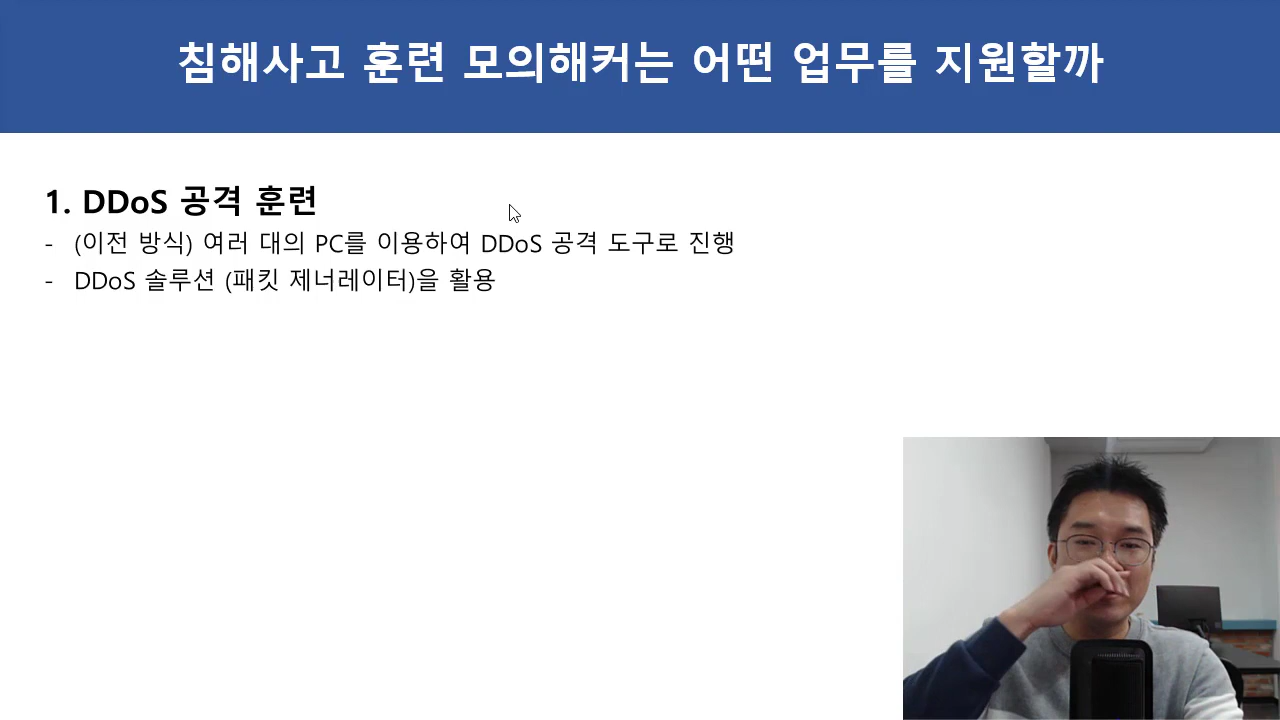 침해사고 훈련 모의해커는 어떤 업무를 지원할까
1. DDoS 공격 훈련
- (이전 방식) 여러 대의 PC를 이용하여 DDoS 공격 도구로 진행
- DDoS 솔루션 (패킷 제너레이터)을 활용